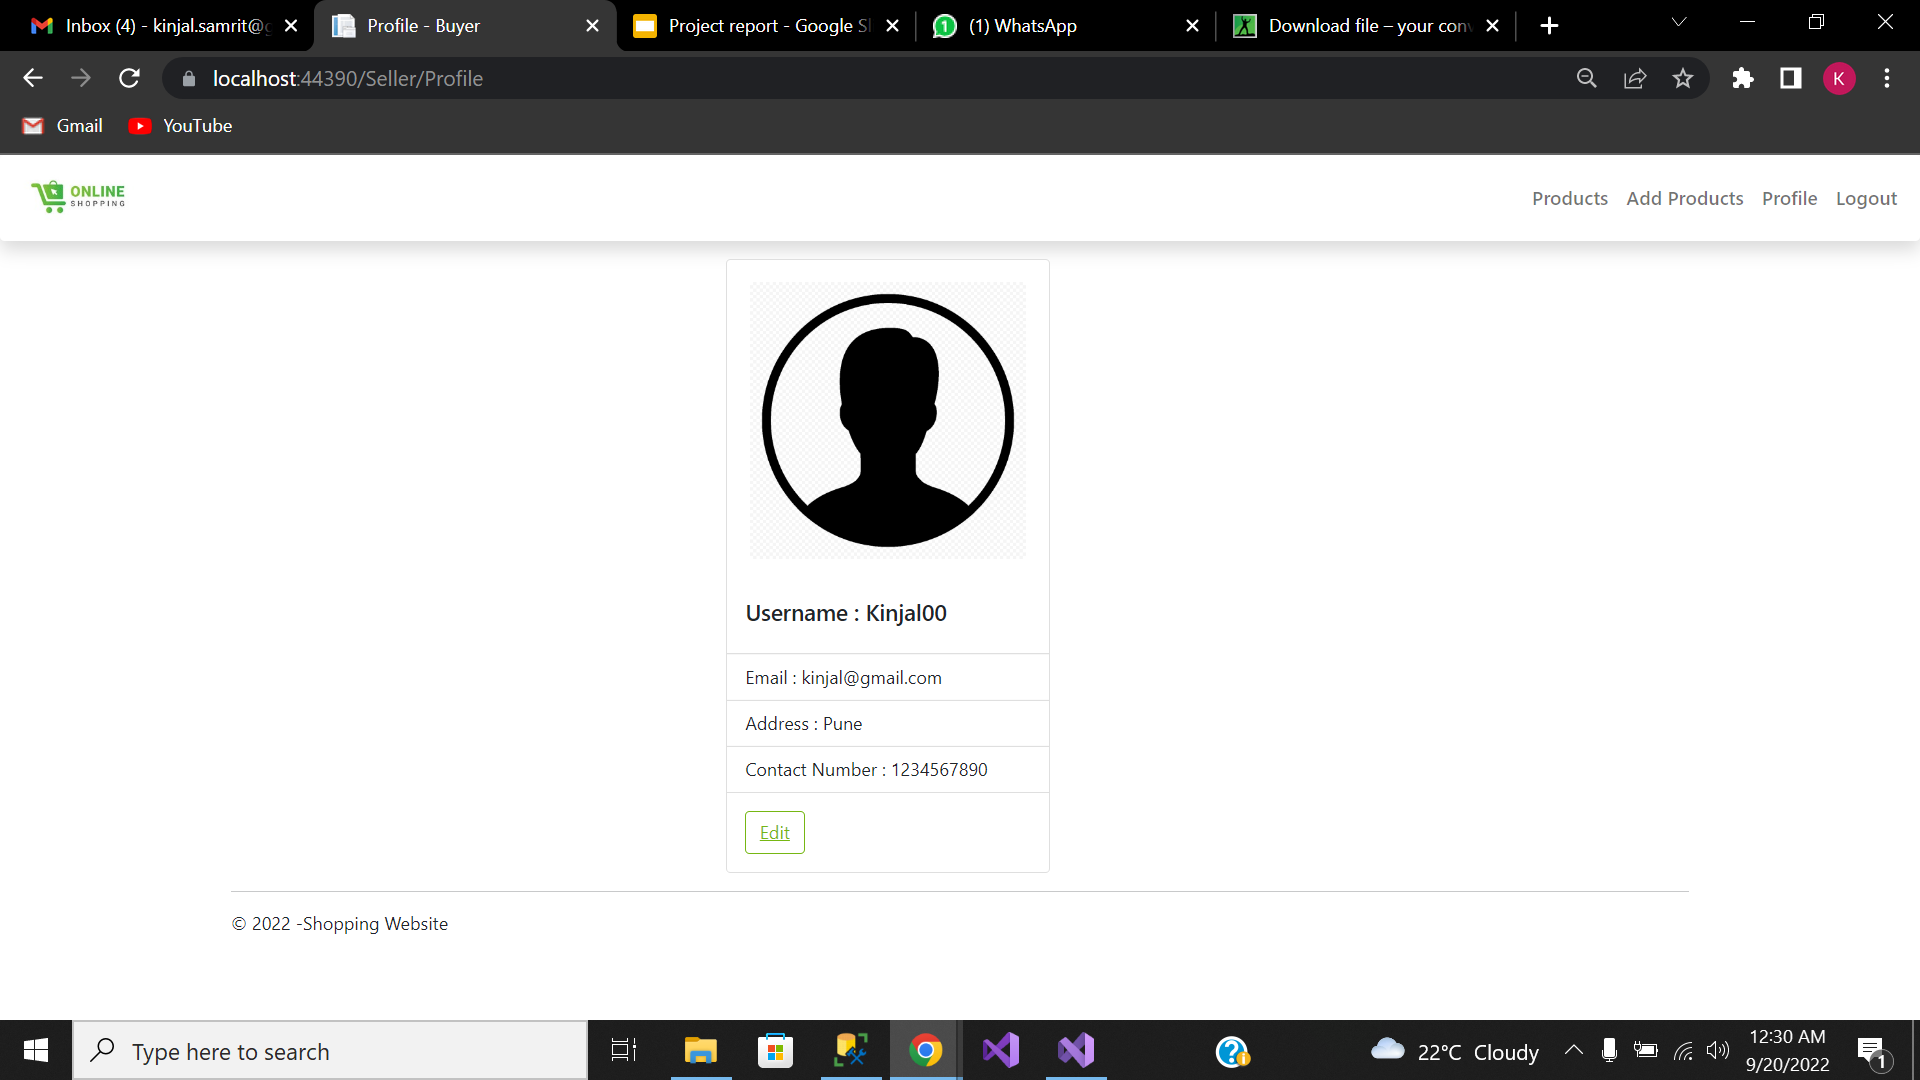 Inbox (4) - kinjal.samrit@g
Profile - Buyer
Project report - Google Sl
(1) WhatsApp
Download file – your conv
localhost:44390/Seller/Profile
K
Gmail
YouTube
ONLINE
SHOPPING
Products
Add Products
Profile
Logout
Username : Kinjal00
Email : kinjal@gmail.com
Address : Pune
Contact Number : 1234567890
Edit
© 2022 -Shopping Website
Type here to search
22°C Cloudy
12:30 AM
9/20/2022
1